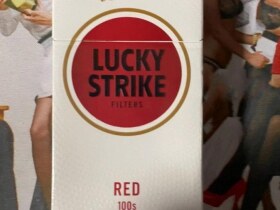 LUCKY
STRIKE
FILTERS
RED
100s